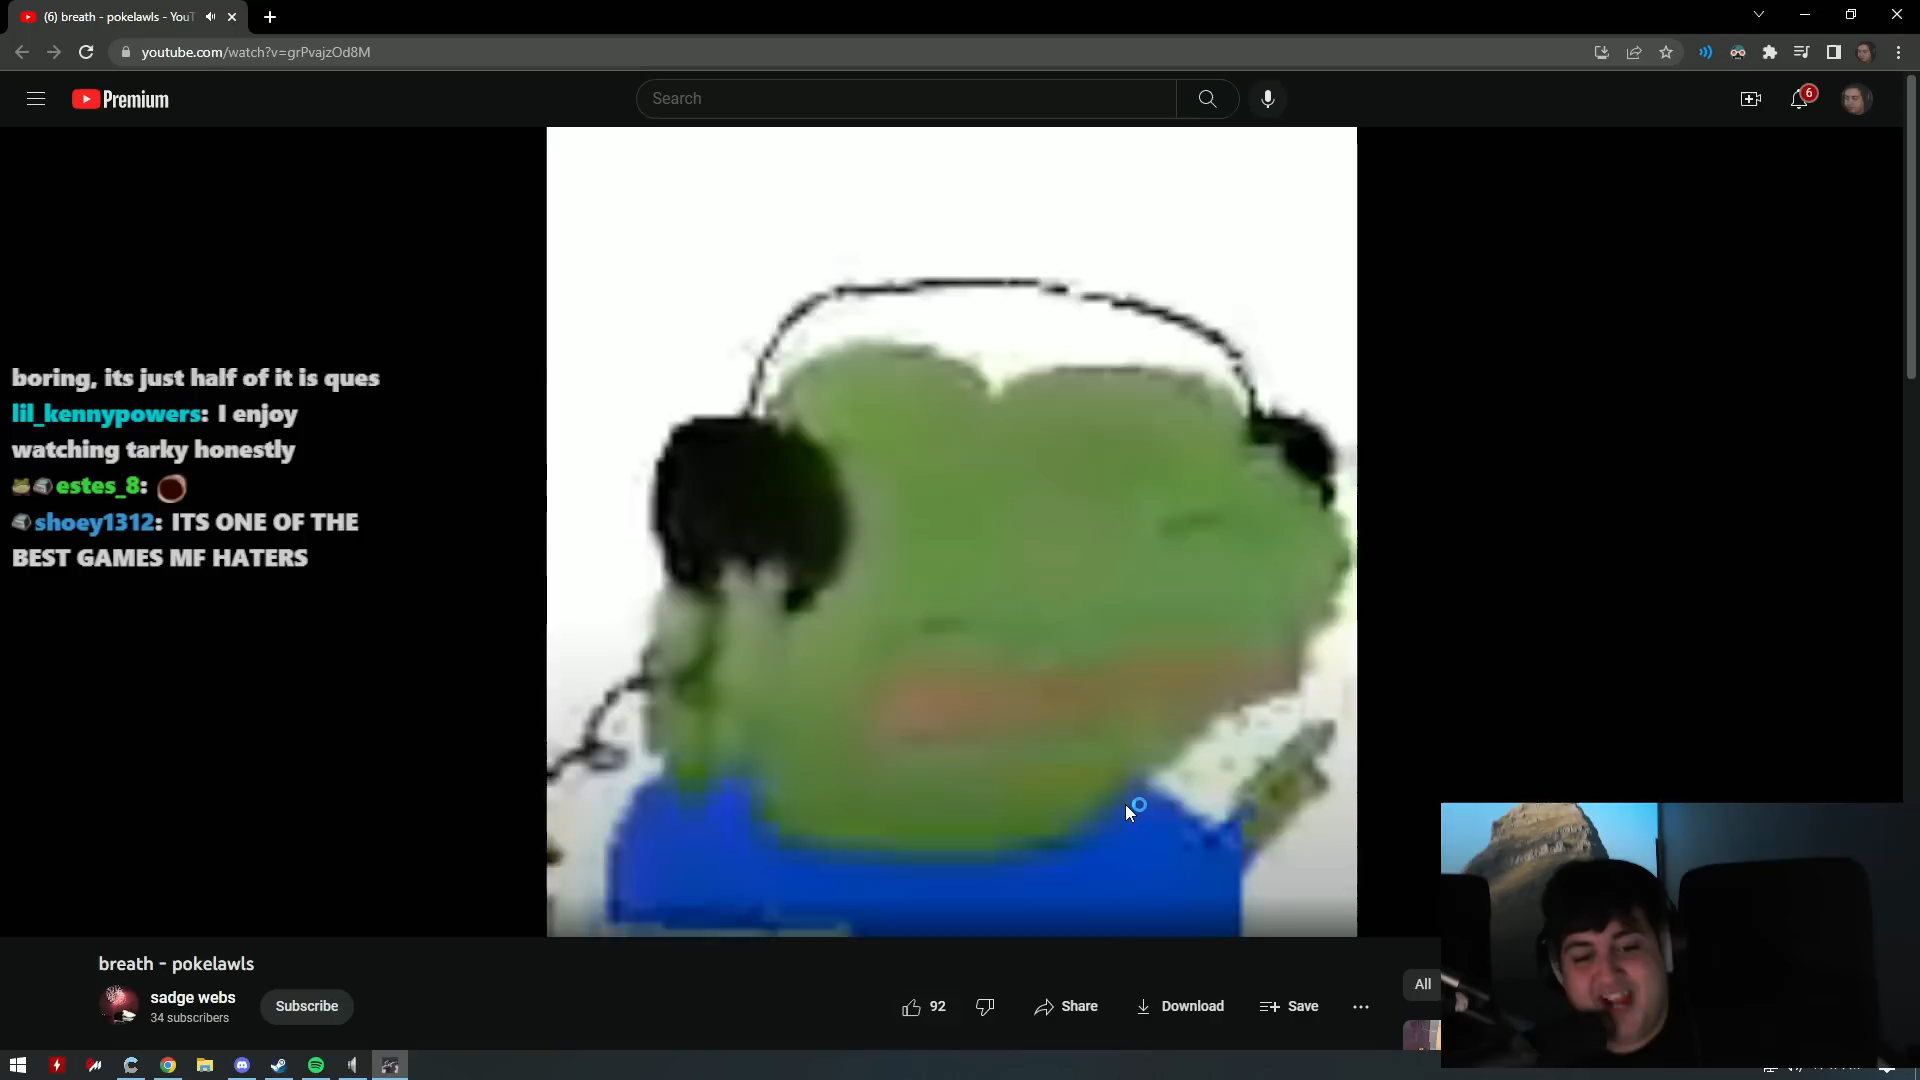 (6) breath - pokelawls - YouT
youtube.com/watch?v=grPvajzOd8M
Premium
Search
6
boring, its just half of it is ques
lil_kennypowers: I enjoy
watching tarky honestly
estes_8:
shoey1312: ITS ONE OF THE
BEST GAMES MF HATERS
breath - pokelawls
sadge webs
34 subscribers
Subscribe
92
Share
Download
Save
All